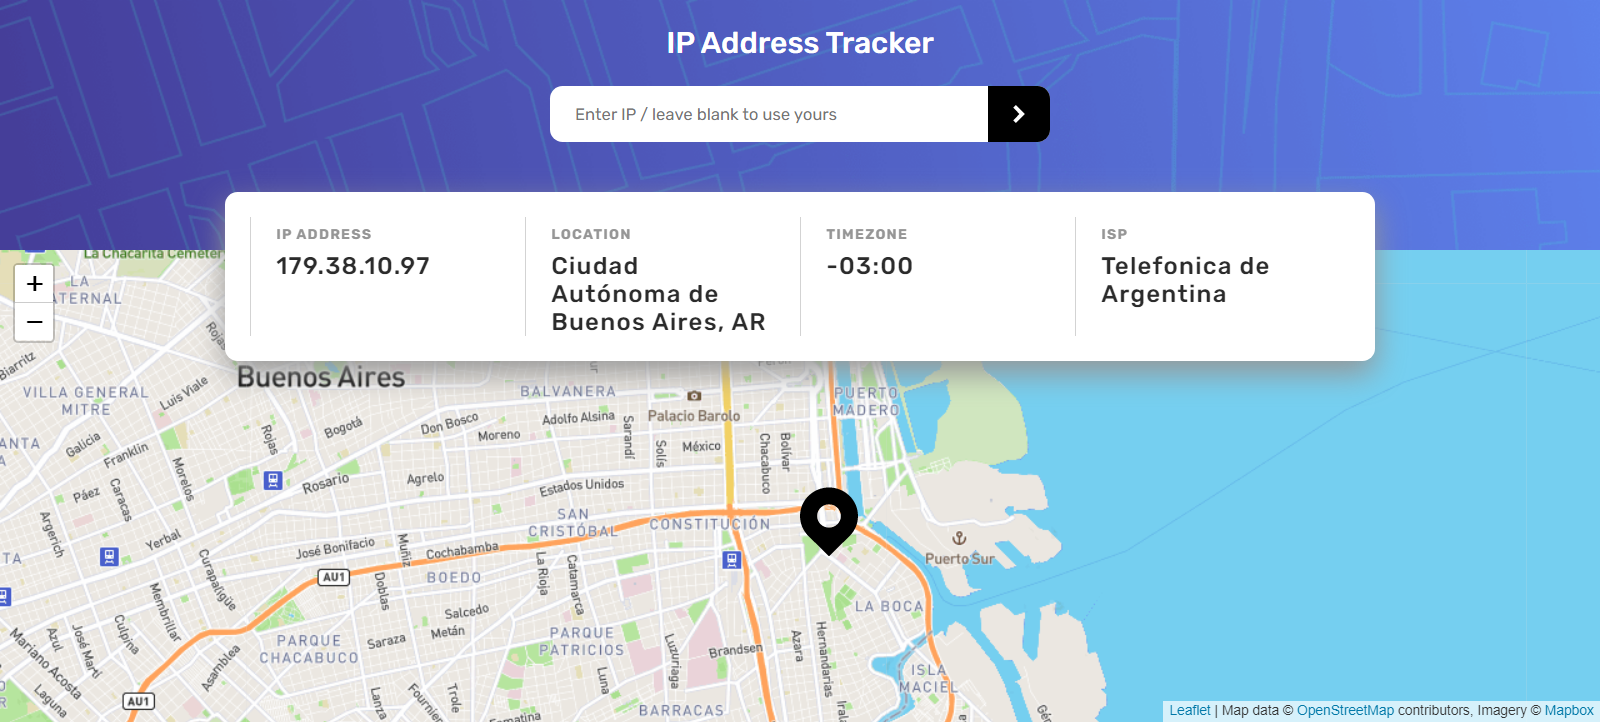 IP Address Tracker
Enter IP / leave blank to use yours
IP ADDRESS
179.38.10.97
LOCATION
Ciudad
Autónoma de
Buenos Aires, AR
TIMEZONE
-03:00
ISP
Telefonica de
Argentina
La Chacarita Cemeter
+
−
LA
ATERNAL
Rojas
Biarritz
Buenos Aires
VILLA GENERAL
MITRE
Luis Viale
BALVANERA
Palacio Barolo
PUERTO
MADERO
Adolfo Alsina
Don Bosco
Moreno
Sarandí
Solís
México
Chacabuco
Bolívar
Bogotá
Rojas
Galicia
Franklin
Morelos
Páez
Caracas
Rosario
Agrelo
Estados Unidos
SAN
CRISTÓBAL
CONSTITUCIÓN
Argerich
Yerbal
José Bonifacio
Muñiz
Cochabamba
La Rioja
Catamarca
Puerto Sur
AU1
Curapaligüe
Doblas
BOEDO
Membrillar
Salcedo
LA BOCA
Culpina
José Martí
Azul
Mariano Acosta
Laguna
PARQUE
CHACABUCO
Saraza
Metán
PARQUE
PATRICIOS
Luzuriaga
Brandsen
Azara
Hernandarias
Asamblea
ISLA
MACIEL
AU1
Lanza
Trole
Luna
BARRACAS
Leaflet | Map data © OpenStreetMap contributors, Imagery © Mapbox